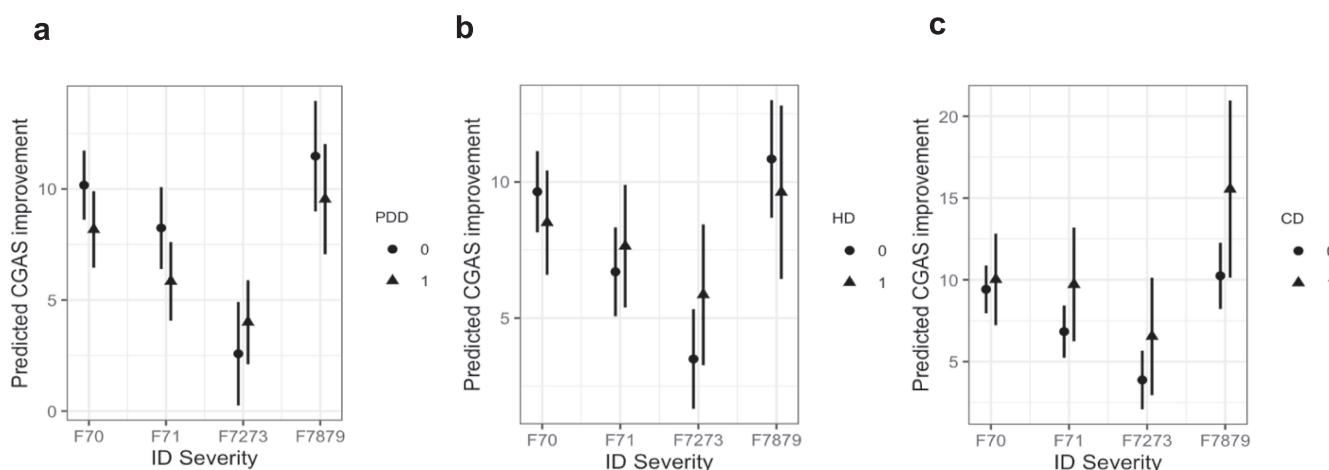 a
Predicted CGAS improvement
10
5
0
F70 F71 F7273 F7879
ID Severity
PDD
0
1
b
Predicted CGAS improvement
10
5
F70 F71 F7273 F7879
ID Severity
HD
0
1
c
Predicted CGAS improvement
20
15
10
5
F70 F71 F7273 F7879
ID Severity
CD